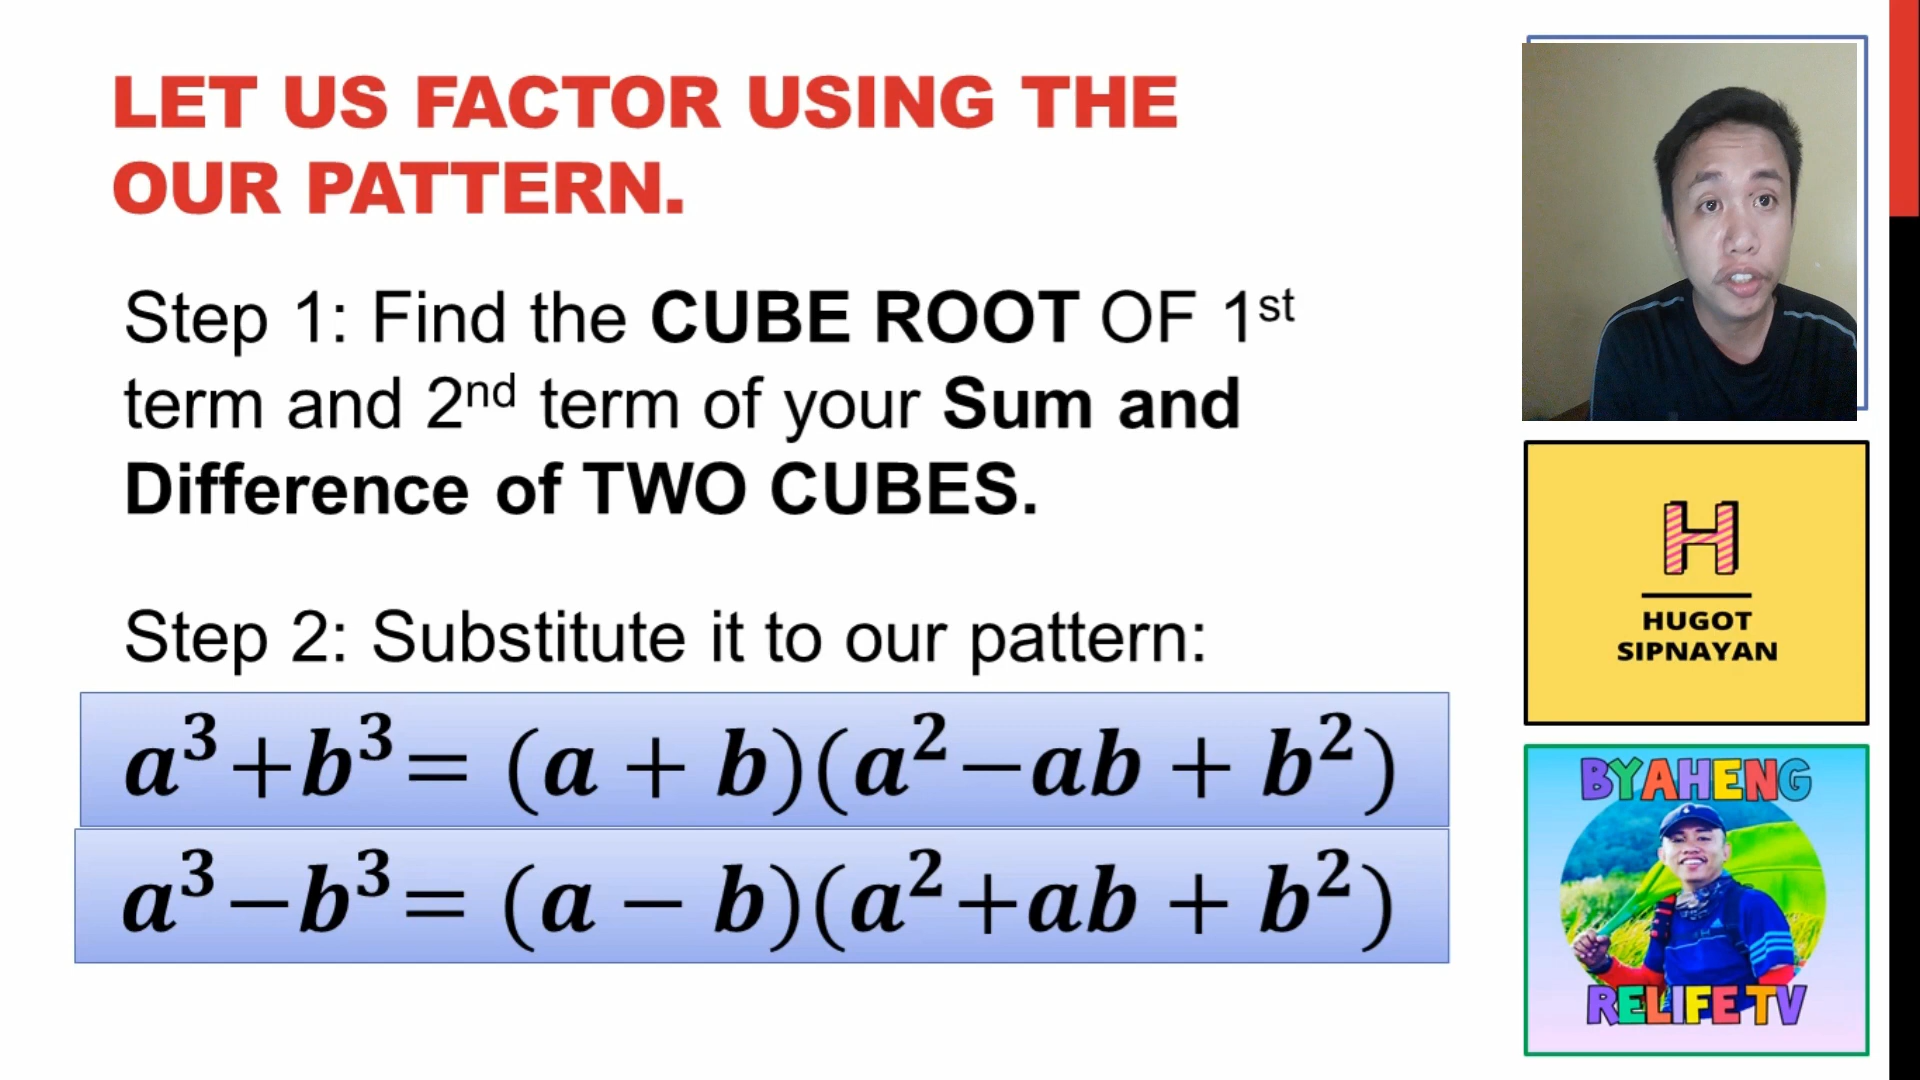 LET US FACTOR USING THE
OUR PATTERN.
Step 1: Find the CUBE ROOT OF 1st
term and 2nd term of your Sum and
Difference of TWO CUBES.
Step 2: Substitute it to our pattern:
a³+b³= (a + b)(a²−ab + b²)
a³−b³= (a − b)(a²+ab + b²)
H
HUGOT
SIPNAYAN
BYAHENG
RELIFE TV